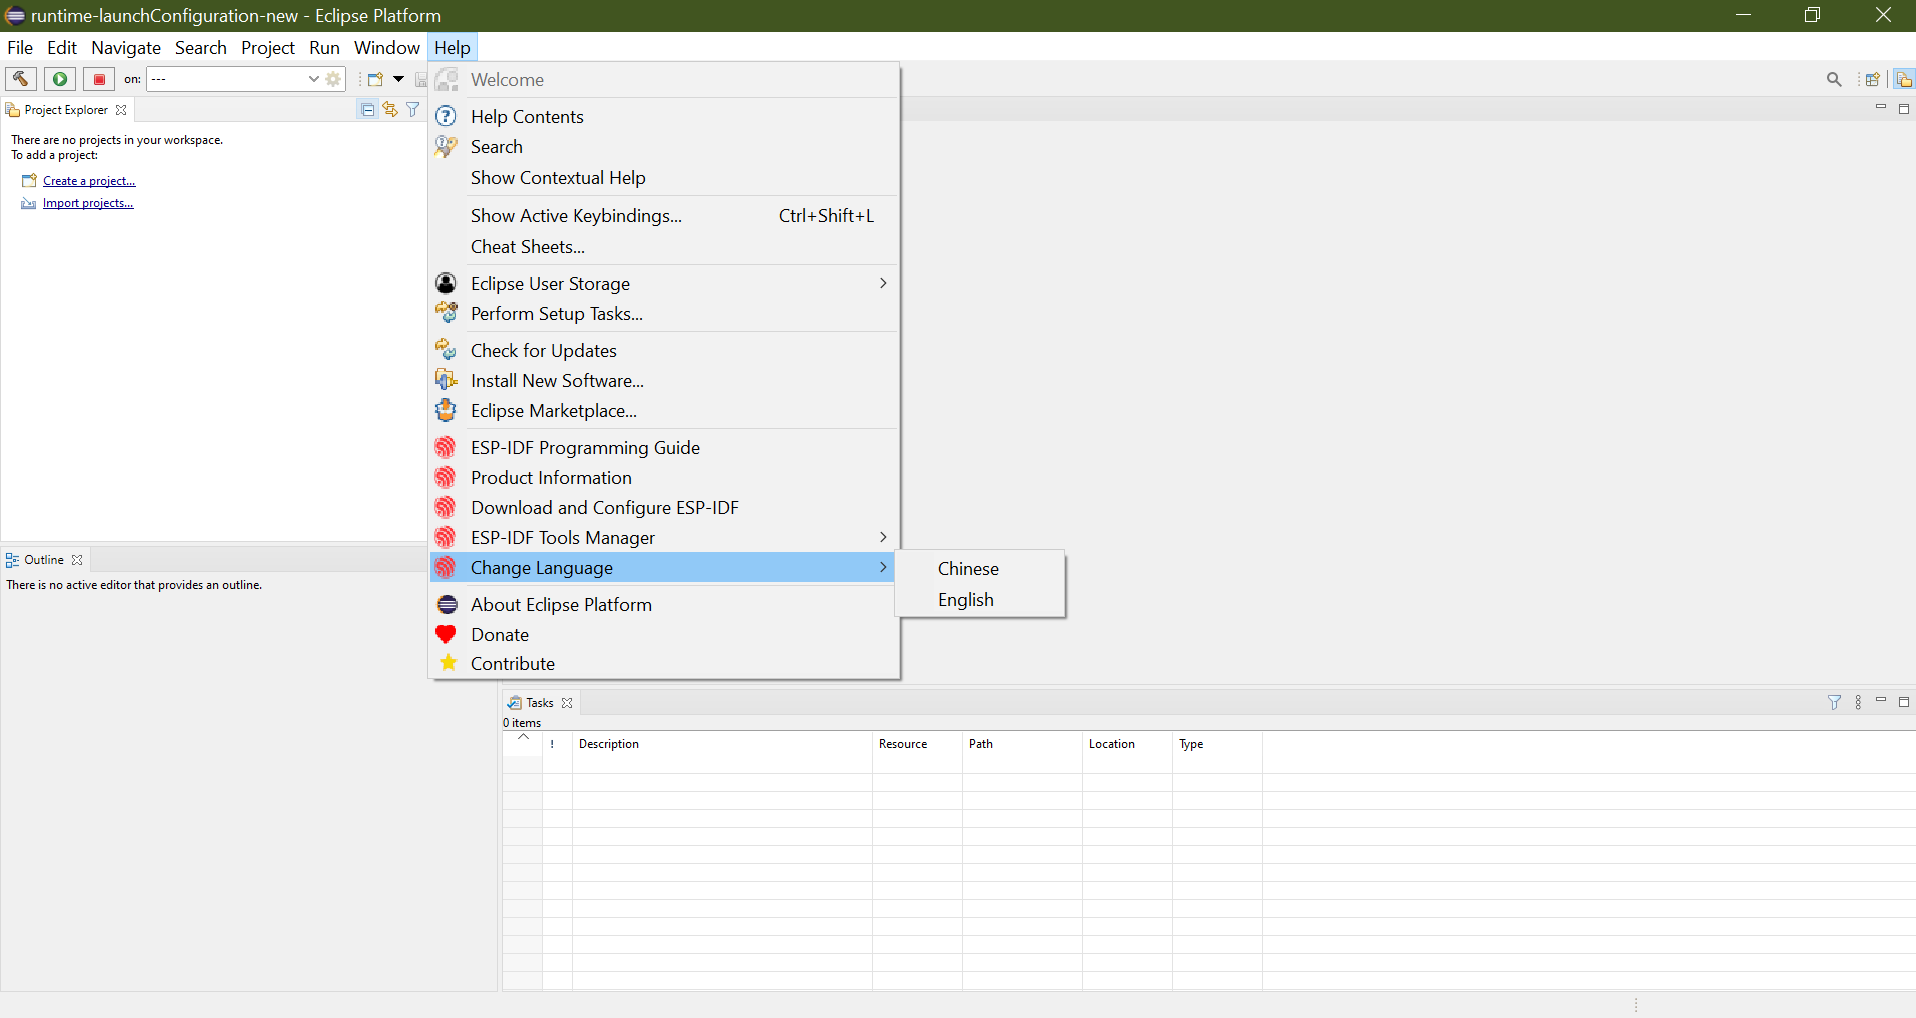 runtime-launchConfiguration-new - Eclipse Platform
File Edit Navigate Search Project Run Window Help
on: ---
Project Explorer
There are no projects in your workspace.
To add a project:
Create a project...
Import projects...
Welcome
Help Contents
Search
Show Contextual Help
Show Active Keybindings... Ctrl+Shift+L
Cheat Sheets...
Eclipse User Storage
Perform Setup Tasks...
Check for Updates
Install New Software...
Eclipse Marketplace...
ESP-IDF Programming Guide
Product Information
Download and Configure ESP-IDF
ESP-IDF Tools Manager
Change Language
About Eclipse Platform
Donate
Contribute
Chinese
English
Outline
There is no active editor that provides an outline.
Tasks
0 items
! Description Resource Path Location Type